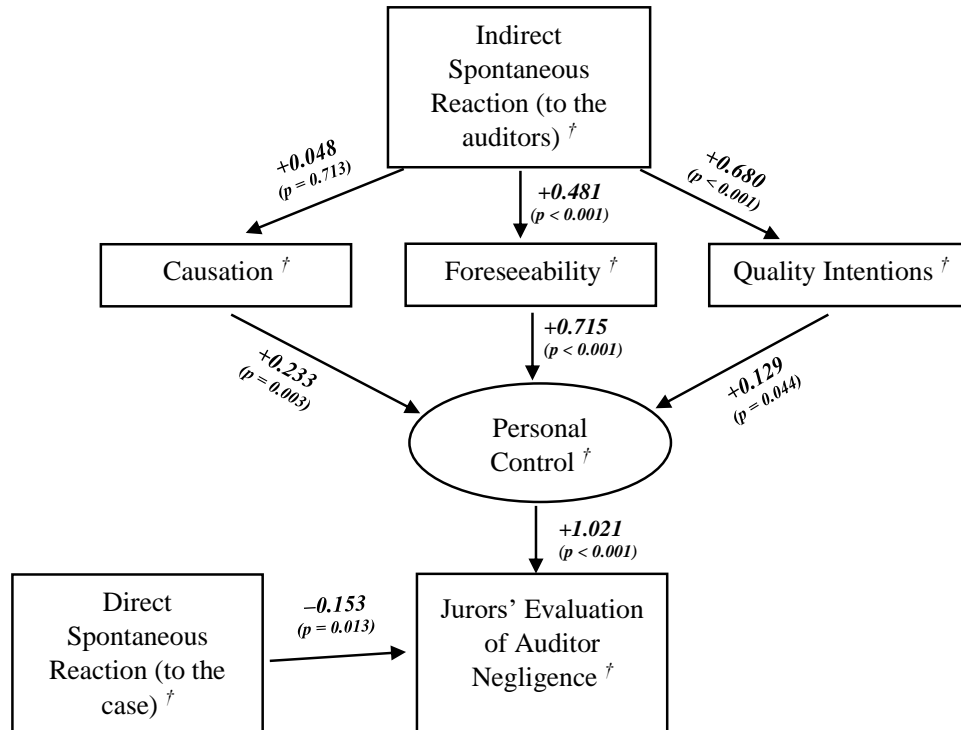 Indirect
Spontaneous
Reaction (to the
auditors) †
+0.048
(p = 0.713)
+0.481
(p < 0.001)
+0.680
(p < 0.001)
Causation †
Foreseeability †
Quality Intentions †
+0.233
(p = 0.003)
+0.715
(p < 0.001)
+0.129
(p = 0.044)
Personal
Control †
+1.021
(p < 0.001)
Direct
Spontaneous
Reaction (to the
case) †
–0.153
(p = 0.013)
Jurors’ Evaluation
of Auditor
Negligence †